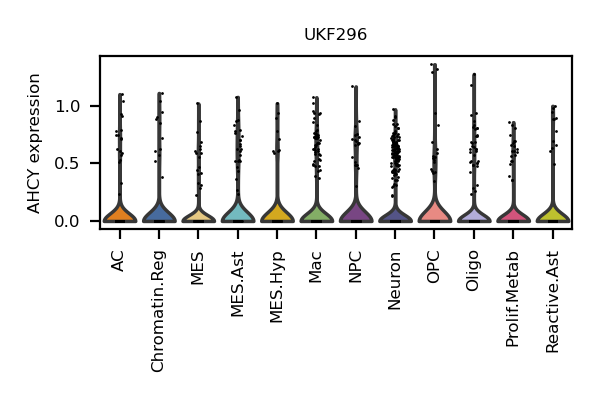 UKF296
AHCY expression
1.0
0.5
0.0
AC
Chromatin.Reg
MES
MES.Ast
MES.Hyp
Mac
NPC
Neuron
OPC
Oligo
Prolif.Metab
Reactive.Ast